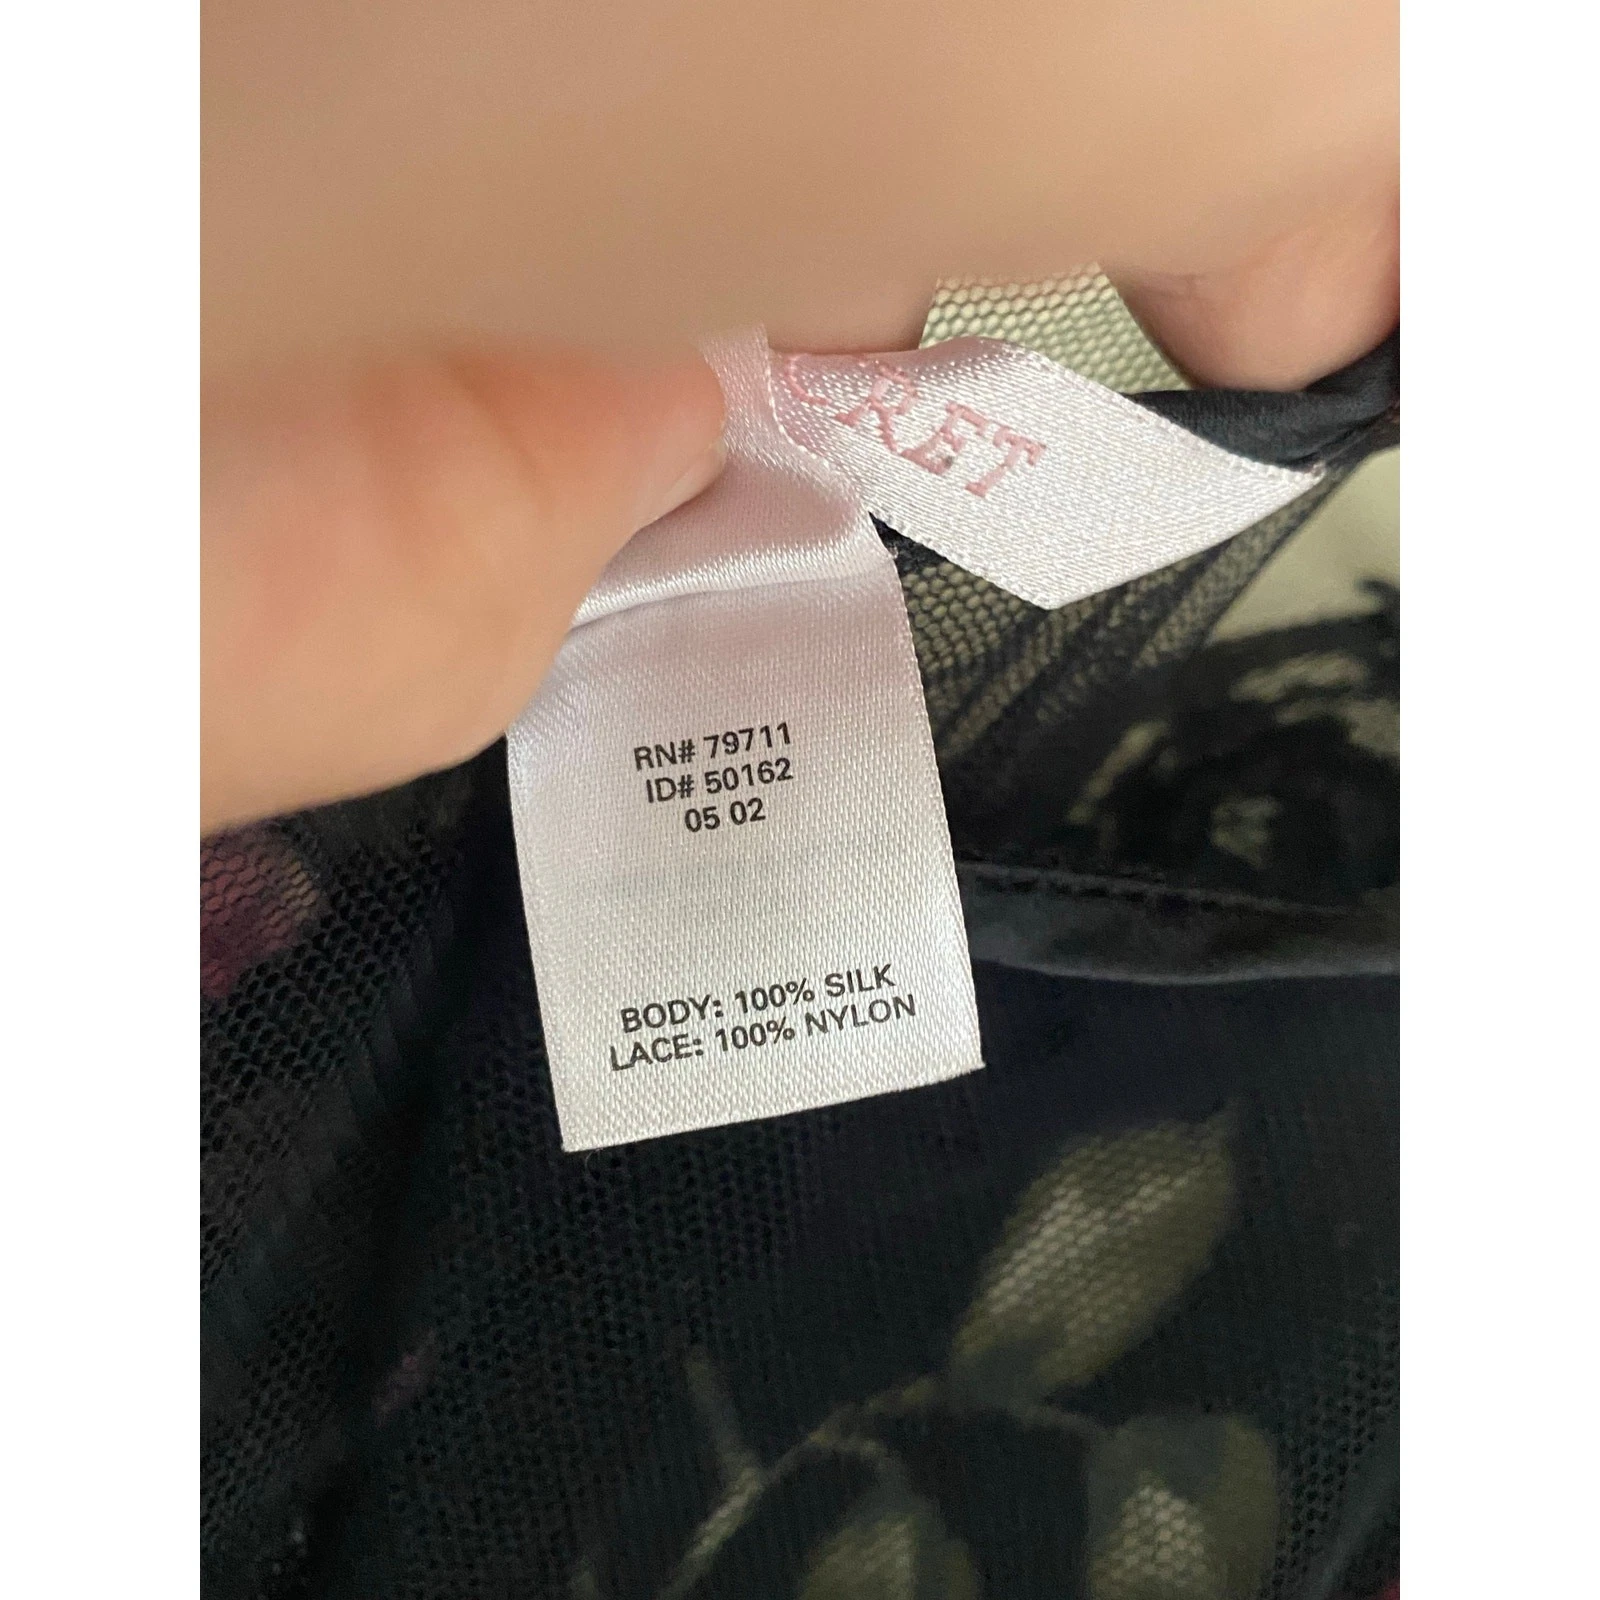 CRET
RN# 79711
ID# 50162
05 02
BODY: 100% SILK
LACE: 100% NYLON